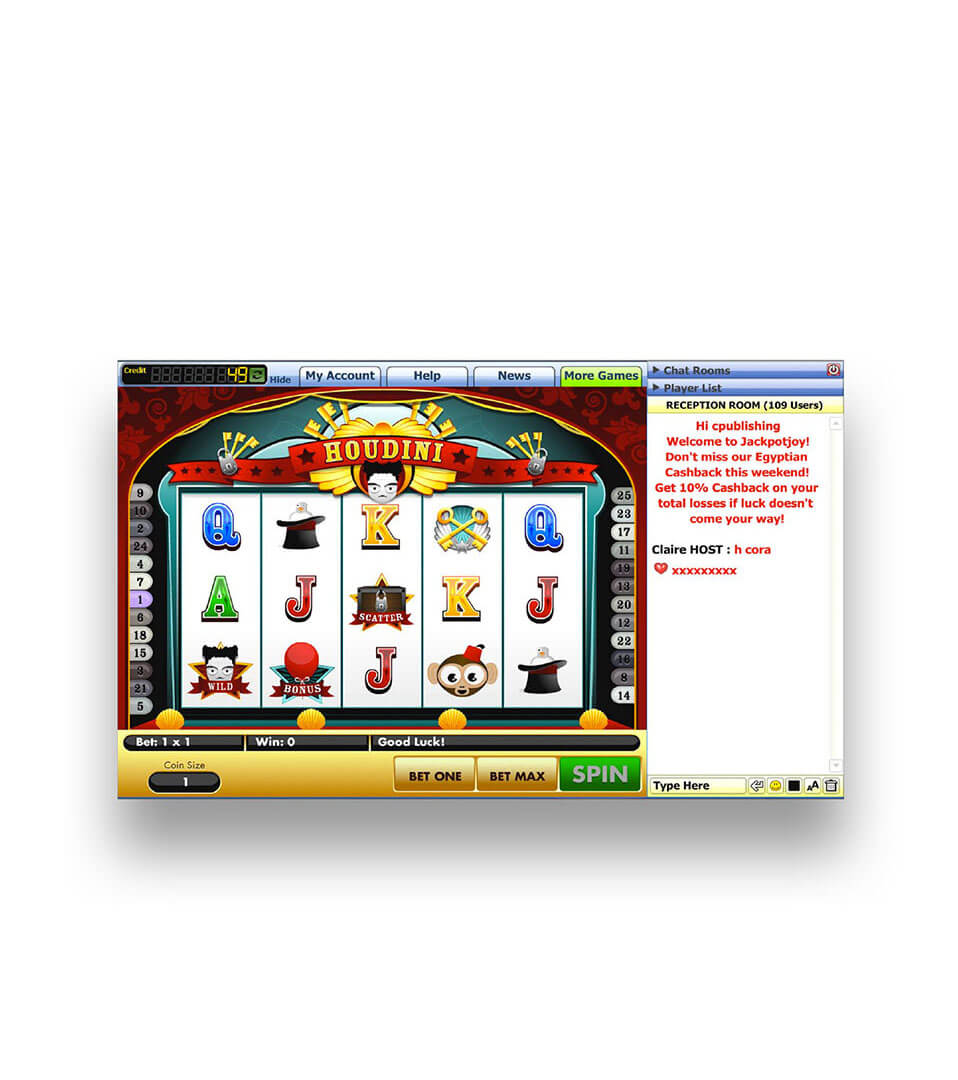 Credit 49
Hide
My Account
Help
News
More Games
HOUDINI
9
10
2
24
4
7
1
6
18
15
3
21
5
25
23
17
11
19
13
20
12
22
16
8
14
Q K Q
A J SCATTER K J
WILD BONUS J
Bet: 1 x 1
Win: 0
Good Luck!
Coin Size
1
BET ONE
BET MAX
SPIN
Chat Rooms
Player List
RECEPTION ROOM (109 Users)
Hi cpublishing
Welcome to Jackpotjoy!
Don't miss our Egyptian
Cashback this weekend!
Get 10% Cashback on your
total losses if luck doesn't
come your way!
Claire HOST : h cora
xxxxxxxxx
Type Here
AA